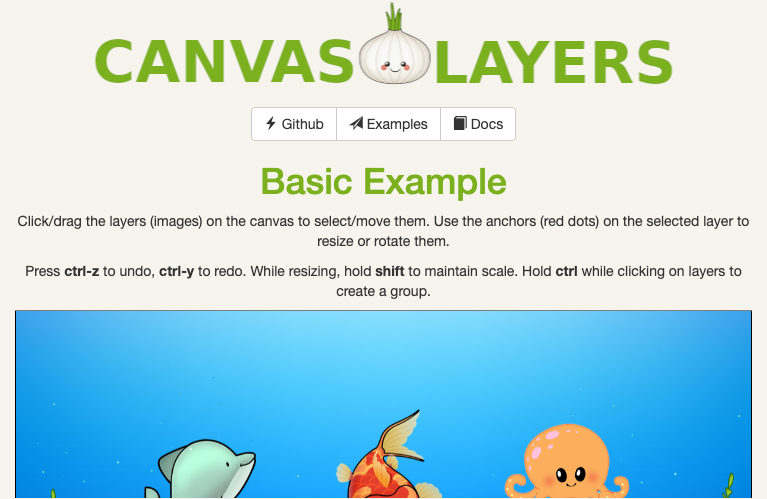 CANVAS LAYERS
Github Examples Docs
Basic Example
Click/drag the layers (images) on the canvas to select/move them. Use the anchors (red dots) on the selected layer to
resize or rotate them.
Press ctrl-z to undo, ctrl-y to redo. While resizing, hold shift to maintain scale. Hold ctrl while clicking on layers to
create a group.